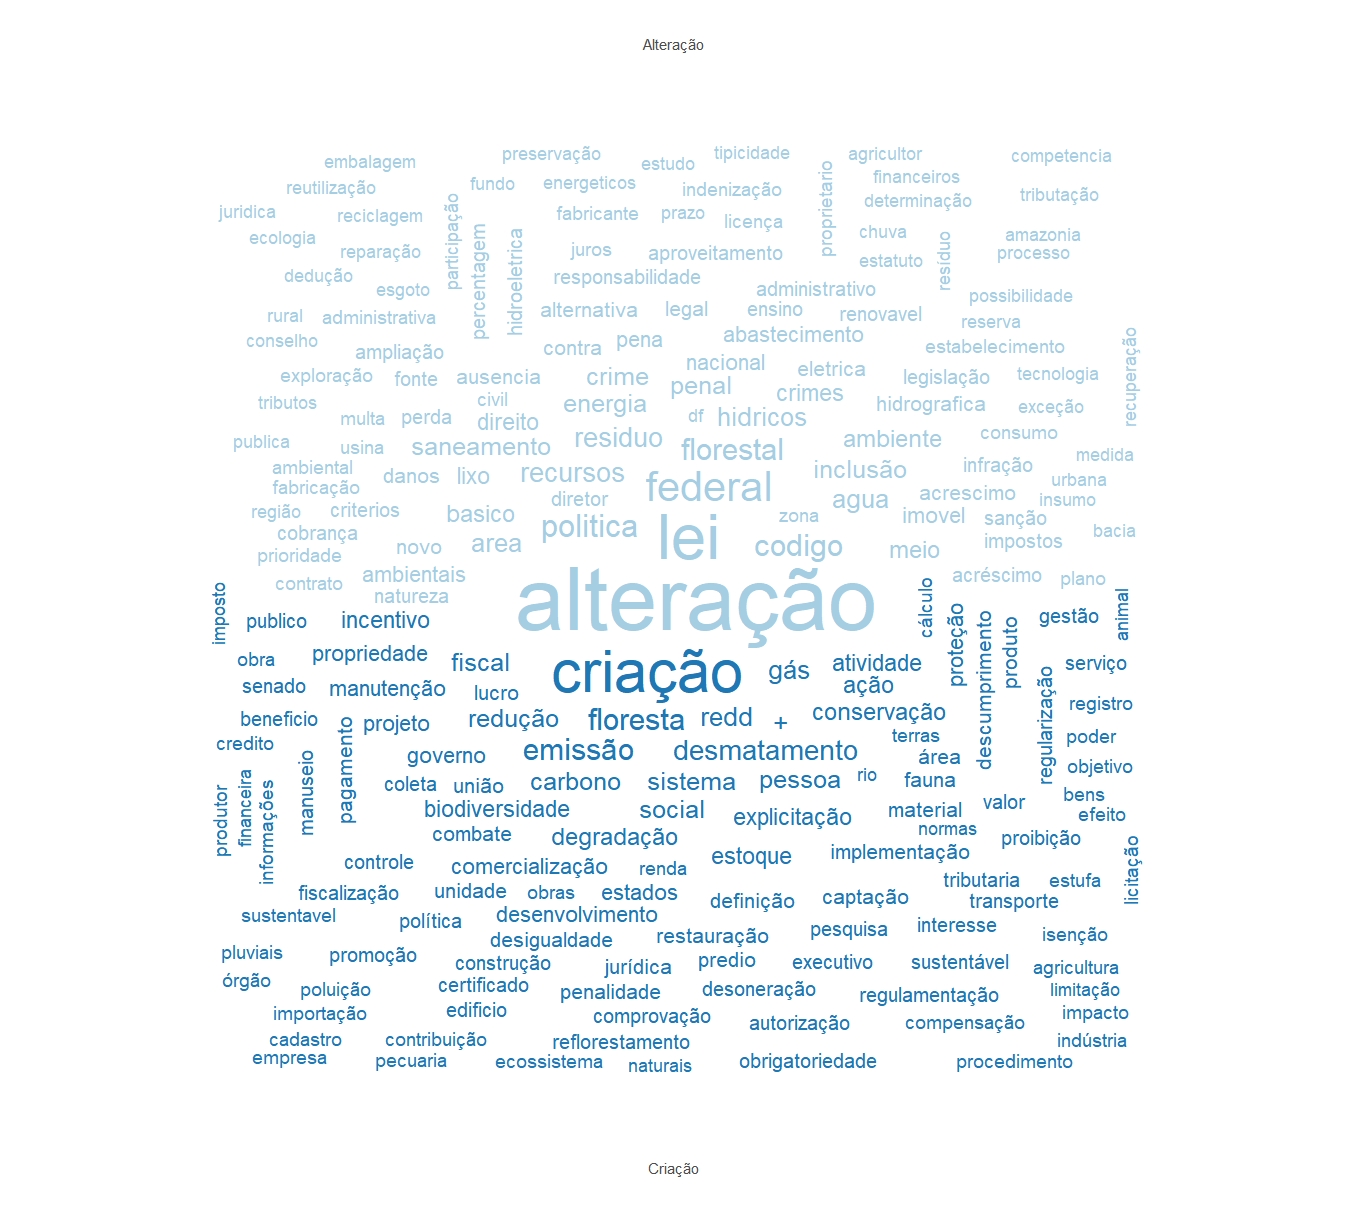 Alteração
embalagem preservação estudo tipicidade agricultor competencia
reutilização fundo energeticos indenização proprietario financeiros tributação
juridica reciclagem participação fabricante prazo licença determinação
ecologia reparação percentagem hidroeletrica juros aproveitamento chuva residuo amazonia
dedução esgoto responsabilidade estatuto processo
rural administrativa alternativa legal administrativo ensino renovavel possibilidade
conselho ampliação contra pena abastecimento reserva estabelecimento recuperação
exploração fonte ausencia crime nacional penal eletrica crimes legislação tecnologia
tributos multa perda civil direito energia df hidricos hidrografica exceção
publica usina saneamento residuo florestal ambiente consumo
ambiental danos lixo recursos federal inclusão infração medida
fabricação diretor agua acrescimo urbana insumo
região criterios basico politica lei zona imovel sanção
cobrança novo area codigo meio impostos bacia
prioridade
contrato ambientais natureza alteração acréscimo plano
imposto publico incentivo cálculo proteção descumprimento produto gestão animal
obra propriedade fiscal criação gás atividade serviço
senado manutenção lucro ação regularização registro
beneficio projeto redução floresta redd + conservação
credito pagamento governo emissão desmatamento terras área poder
produtor financeira informações manuseio coleta união carbono sistema pessoa rio fauna objetivo
biodiversidade social explicitação material valor bens
combate degradação normas proibição efeito
controle comercialização renda estoque implementação licitação
fiscalização unidade obras estados definição captação tributaria transporte estufa
sustentavel política desenvolvimento pesquisa interesse
pluviais promoção desigualdade restauração isenção
órgão construção jurídica predio executivo sustentável agricultura
poluição certificado penalidade desoneração regulamentação limitação
importação edificio comprovação autorização compensação impacto
cadastro contribuição reflorestamento indústria
empresa pecuaria ecossistema naturais obrigatoriedade procedimento
Criação